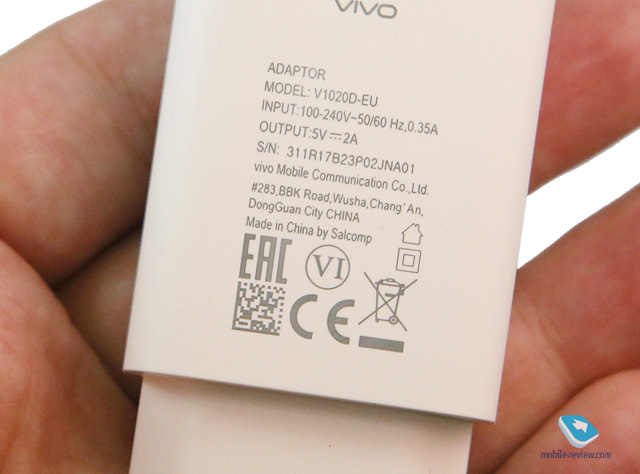 vivo
ADAPTOR
MODEL: V1020D-EU
INPUT:100-240V~50/60 Hz,0.35A
OUTPUT:5V⎓2A
S/N: 311R17B23P02JNA01
vivo Mobile Communication Co.,Ltd.
#283,BBK Road,Wusha,Chang'An,
DongGuan City CHINA
Made in China by Salcomp
EAC
VI
CE
mobile-review.com